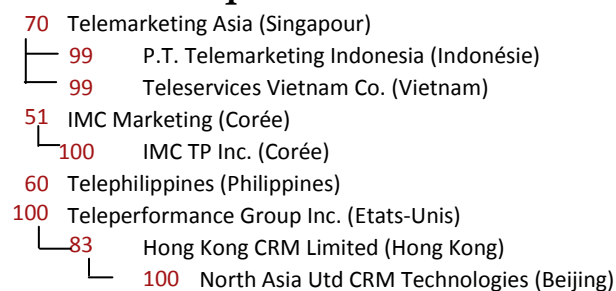 70 Telemarketing Asia (Singapour)
99 P.T. Telemarketing Indonesia (Indonésie)
99 Teleservices Vietnam Co. (Vietnam)
51 IMC Marketing (Corée)
100 IMC TP Inc. (Corée)
60 Telephilippines (Philippines)
100 Teleperformance Group Inc. (Etats-Unis)
83 Hong Kong CRM Limited (Hong Kong)
100 North Asia Utd CRM Technologies (Beijing)